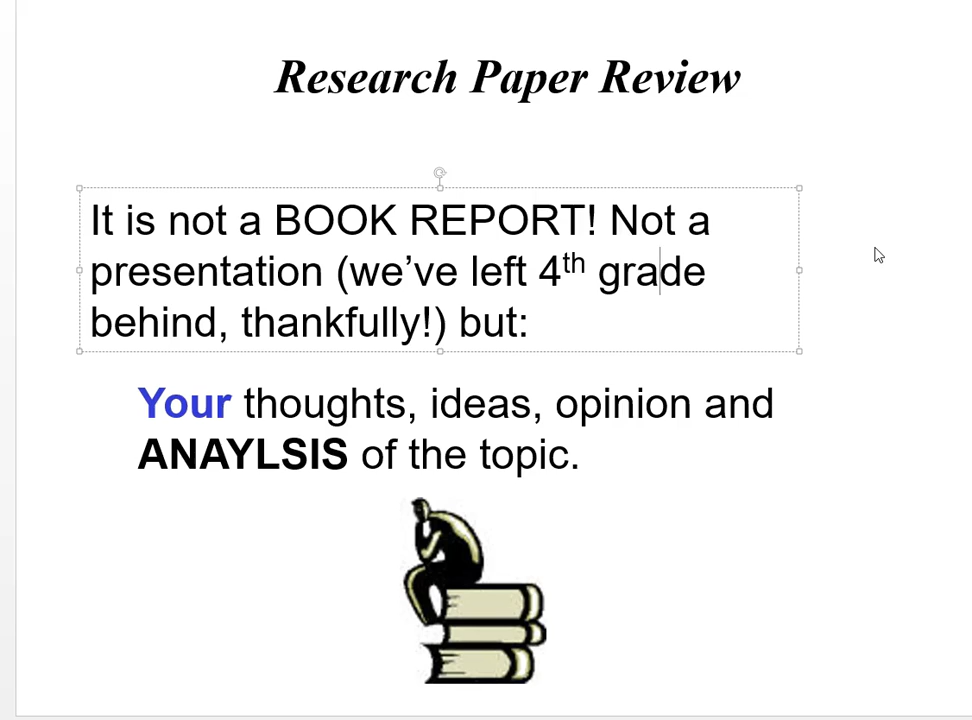 Research Paper Review
It is not a BOOK REPORT! Not a
presentation (we’ve left 4th grade
behind, thankfully!) but:
Your thoughts, ideas, opinion and
ANAYLSIS of the topic.